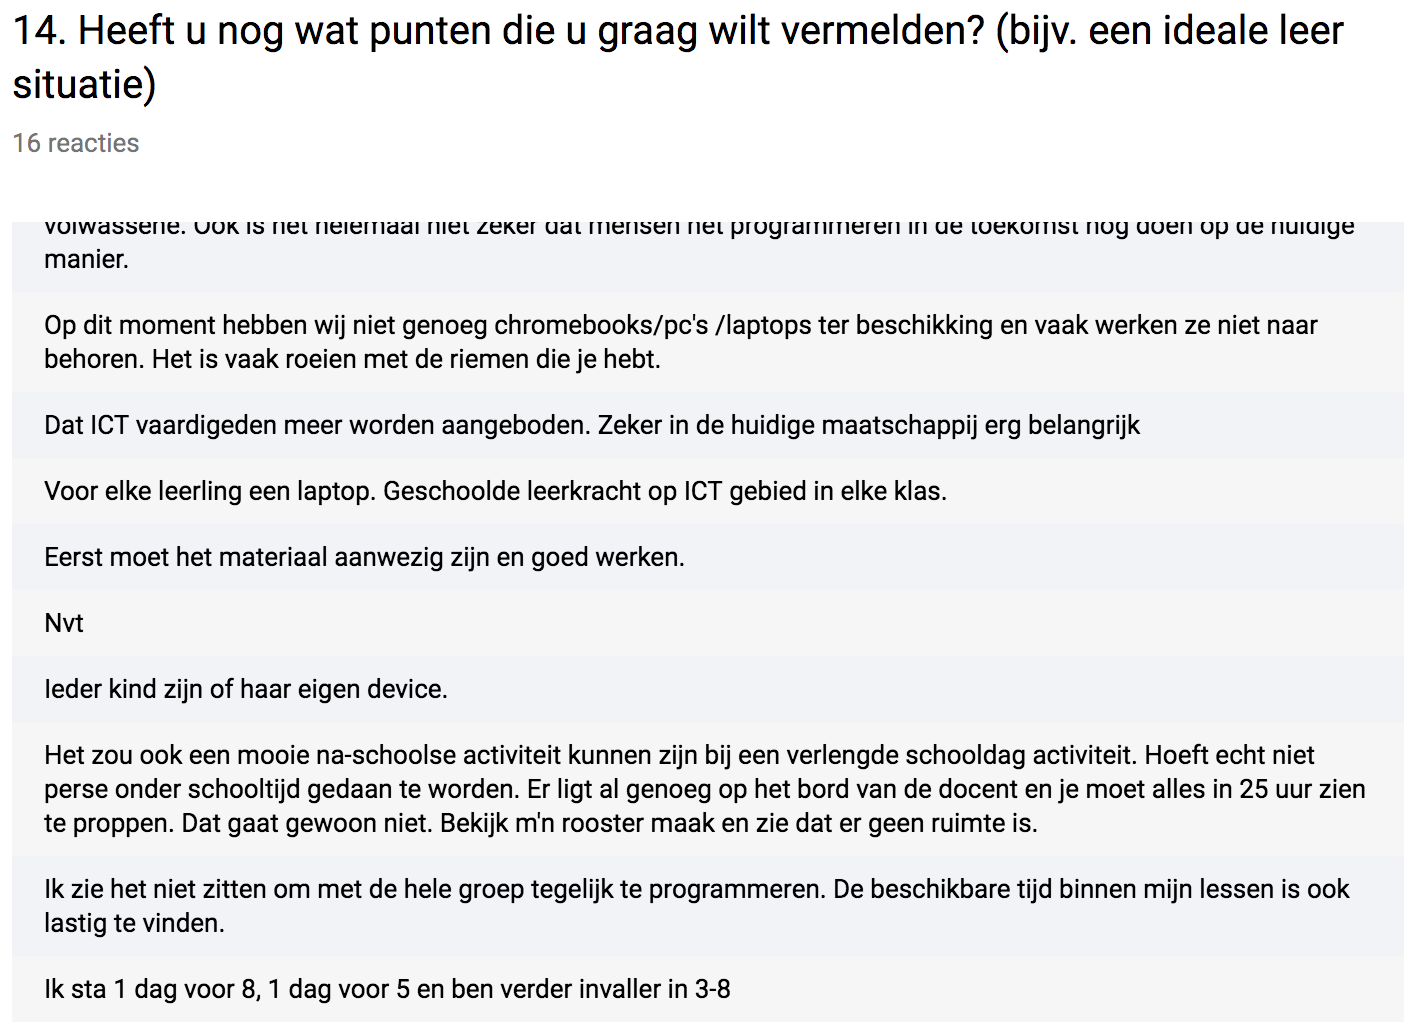 14. Heeft u nog wat punten die u graag wilt vermelden? (bijv. een ideale leer
situatie)
16 reacties
volwassene. Ook is het helemaal niet zeker dat mensen het programmeren in de toekomst nog doen op de huidige
manier.
Op dit moment hebben wij niet genoeg chromebooks/pc's /laptops ter beschikking en vaak werken ze niet naar
behoren. Het is vaak roeien met de riemen die je hebt.
Dat ICT vaardigeden meer worden aangeboden. Zeker in de huidige maatschappij erg belangrijk
Voor elke leerling een laptop. Geschoolde leerkracht op ICT gebied in elke klas.
Eerst moet het materiaal aanwezig zijn en goed werken.
Nvt
Ieder kind zijn of haar eigen device.
Het zou ook een mooie na-schoolse activiteit kunnen zijn bij een verlengde schooldag activiteit. Hoeft echt niet
perse onder schooltijd gedaan te worden. Er ligt al genoeg op het bord van de docent en je moet alles in 25 uur zien
te proppen. Dat gaat gewoon niet. Bekijk m'n rooster maak en zie dat er geen ruimte is.
Ik zie het niet zitten om met de hele groep tegelijk te programmeren. De beschikbare tijd binnen mijn lessen is ook
lastig te vinden.
Ik sta 1 dag voor 8, 1 dag voor 5 en ben verder invaller in 3-8